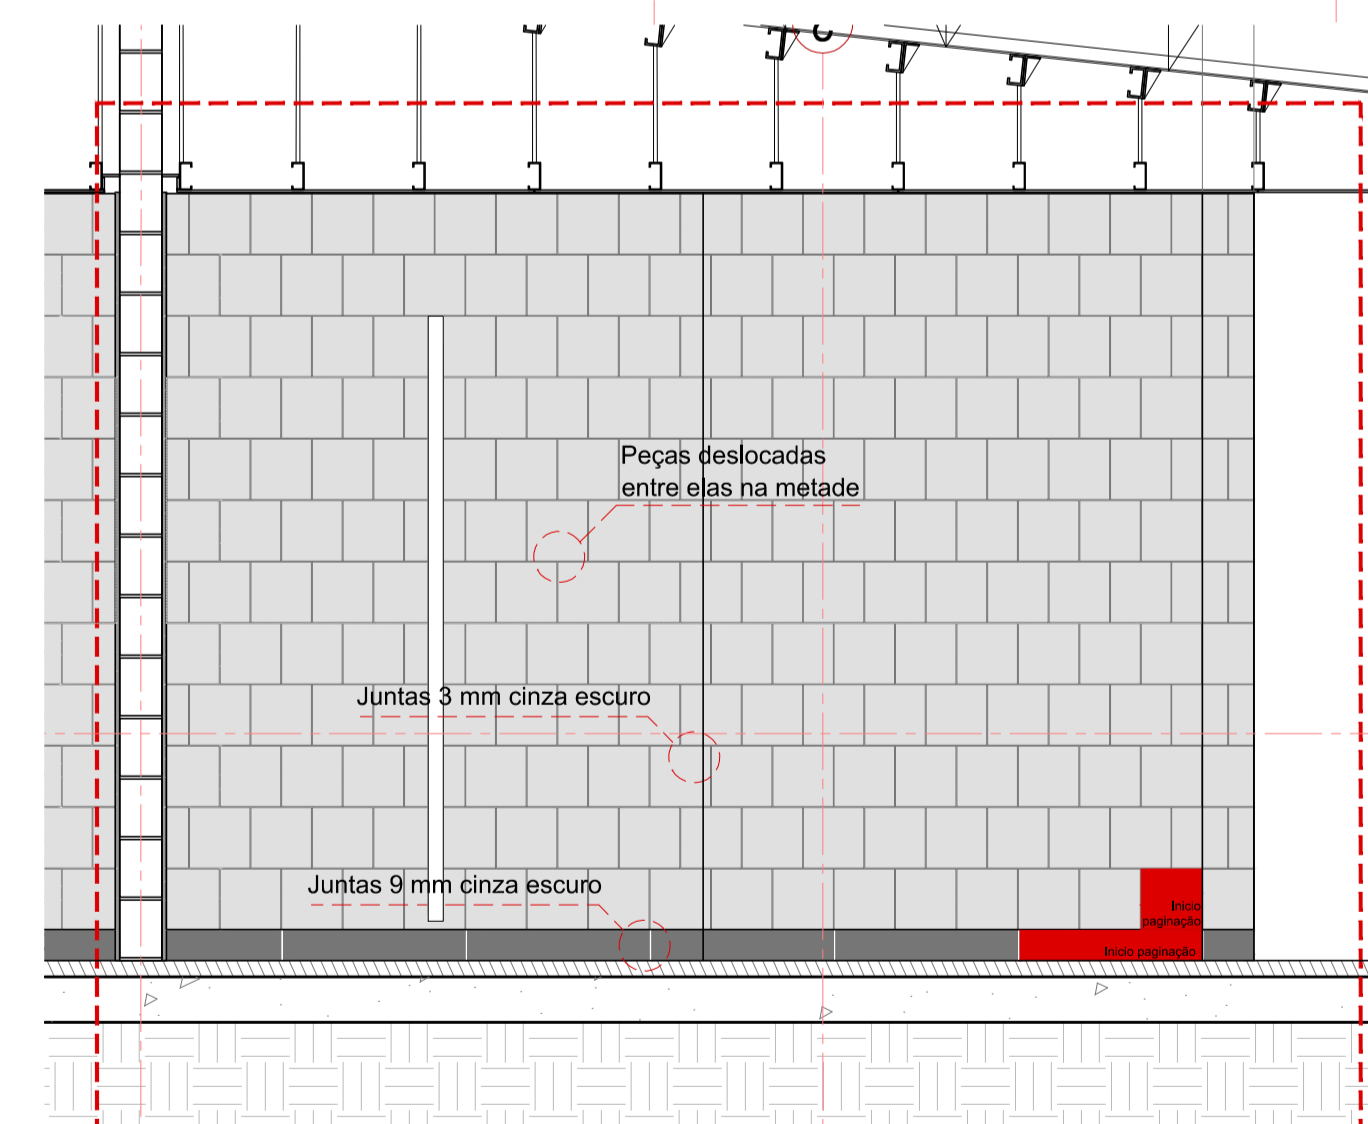 C
Peças deslocadas
entre elas na metade
Juntas 3 mm cinza escuro
Juntas 9 mm cinza escuro
Inicio
paginação
Inicio paginação